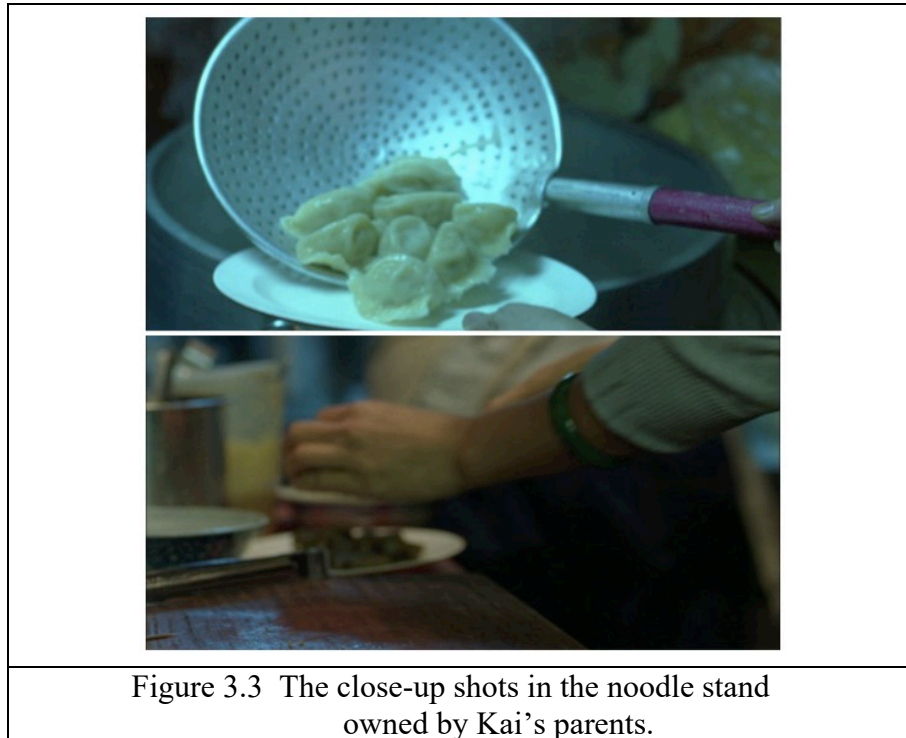 Figure 3.3 The close-up shots in the noodle stand
owned by Kai's parents.